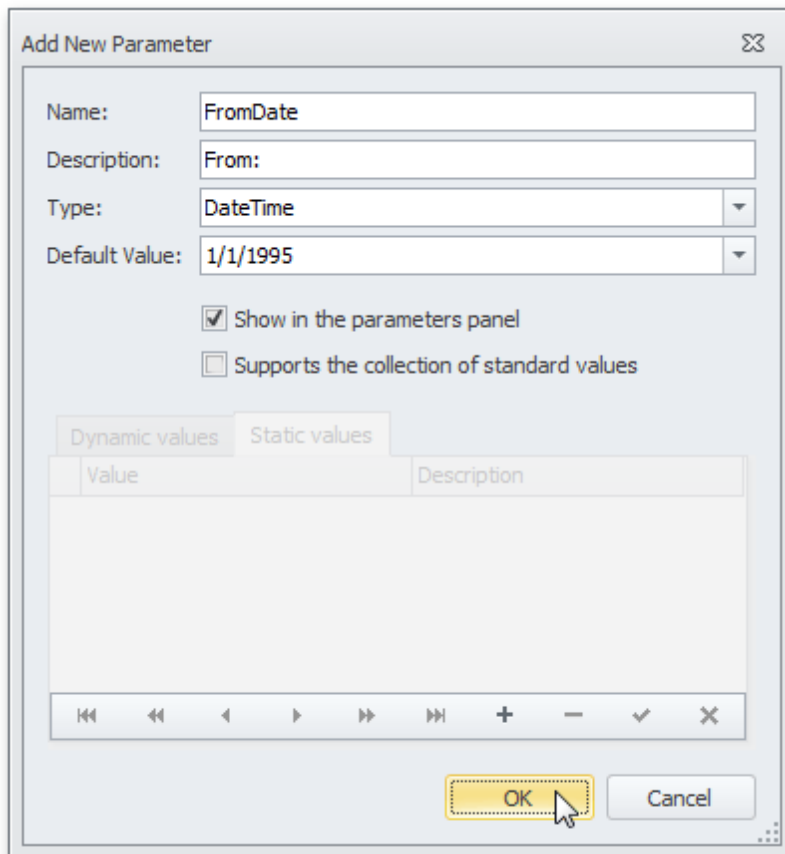 Add New Parameter
Name: FromDate
Description: From:
Type: DateTime
Default Value: 1/1/1995
Show in the parameters panel
Supports the collection of standard values
Dynamic values Static values
Value Description
OK Cancel